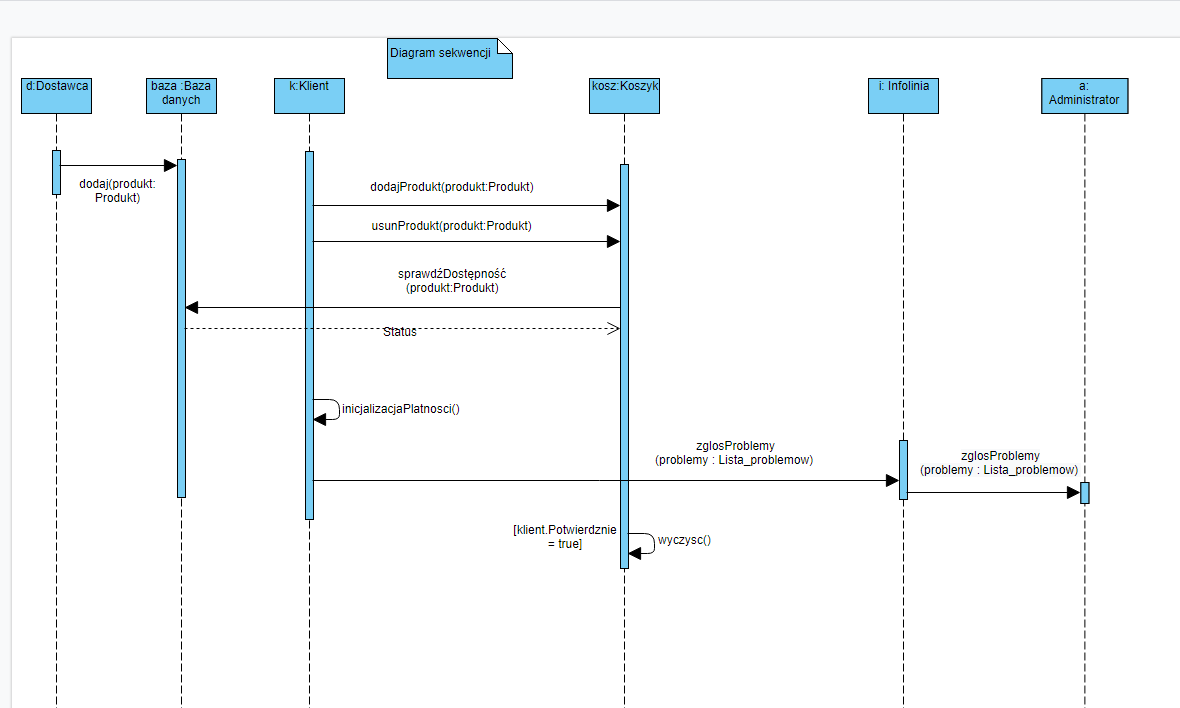 Diagram sekwencji
d:Dostawca
baza :Baza
danych
k:Klient
kosz:Koszyk
i: Infolinia
a:
Administrator
dodaj(produkt:
Produkt)
dodajProdukt(produkt:Produkt)
usunProdukt(produkt:Produkt)
sprawdźDostępność
(produkt:Produkt)
Status
inicjalizacjaPlatnosci()
zglosProblemy
(problemy : Lista_problemow)
zglosProblemy
(problemy : Lista_problemow)
[klient.Potwierdznie
= true]
wyczysc()